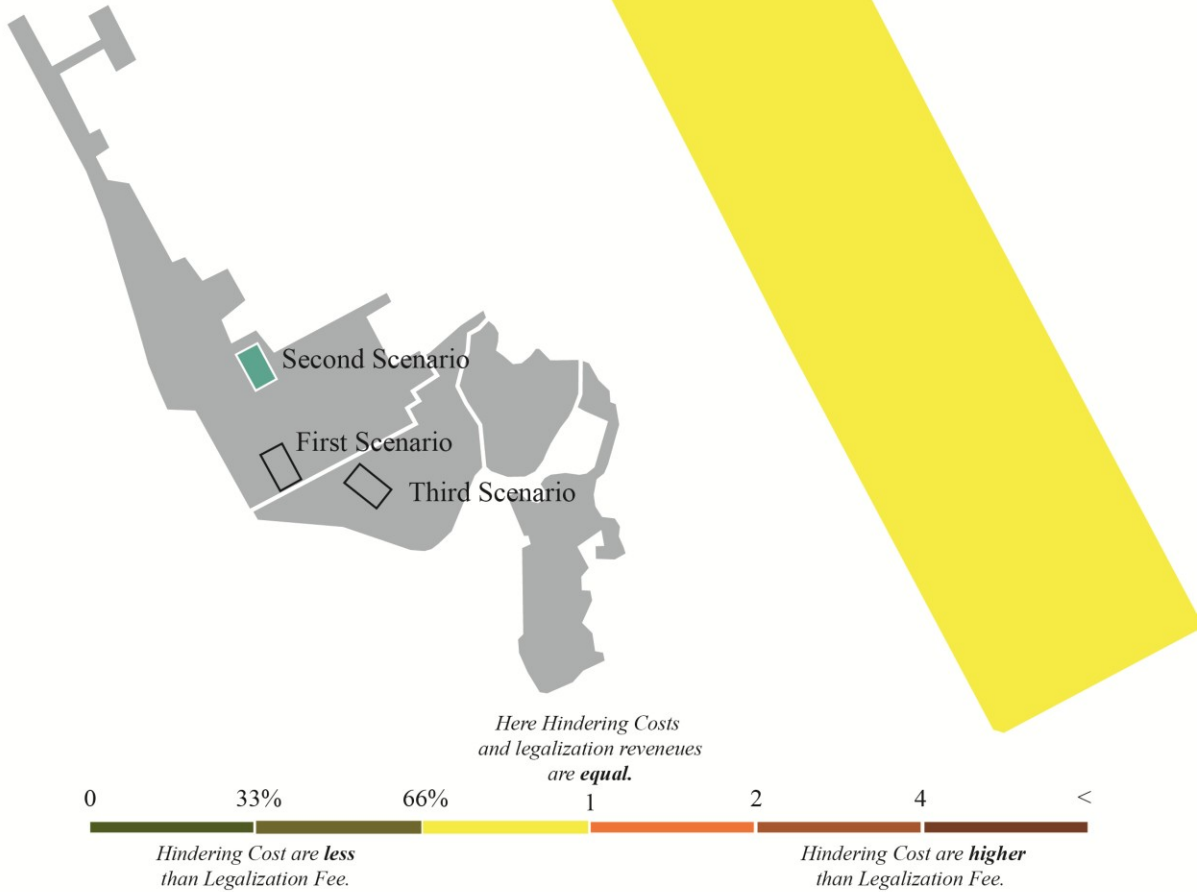 Second Scenario
First Scenario
Third Scenario
Here Hindering Costs
and legalization reveneues
are equal.
0 33% 66% 1 2 4 <
Hindering Cost are less
than Legalization Fee.
Hindering Cost are higher
than Legalization Fee.